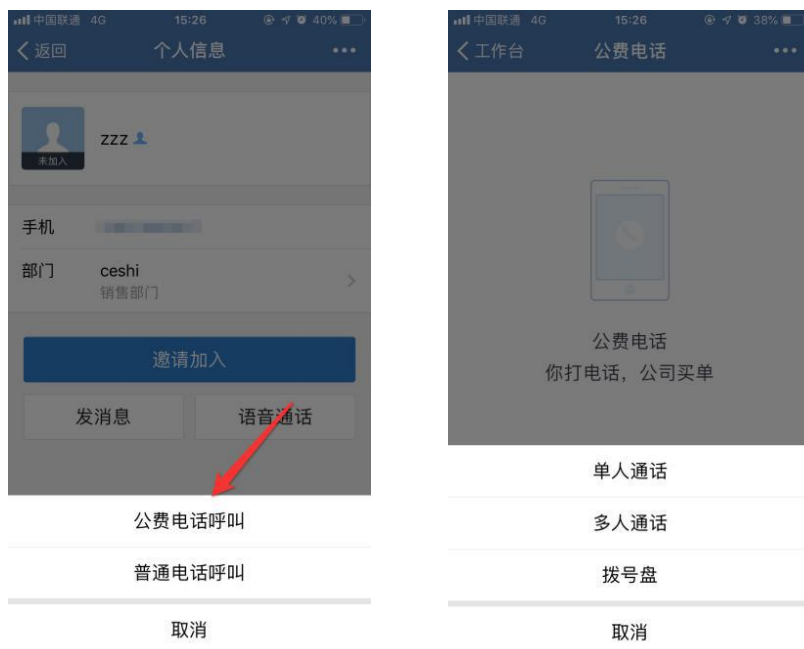 中国联通 4G 15:26 40%
返回 个人信息
zzz
未加入
手机
部门 ceshi
销售部门
邀请加入
发消息 语音通话
公费电话呼叫
普通电话呼叫
取消
中国联通 4G 15:26 38%
工作台 公费电话
公费电话
你打电话，公司买单
单人通话
多人通话
拨号盘
取消